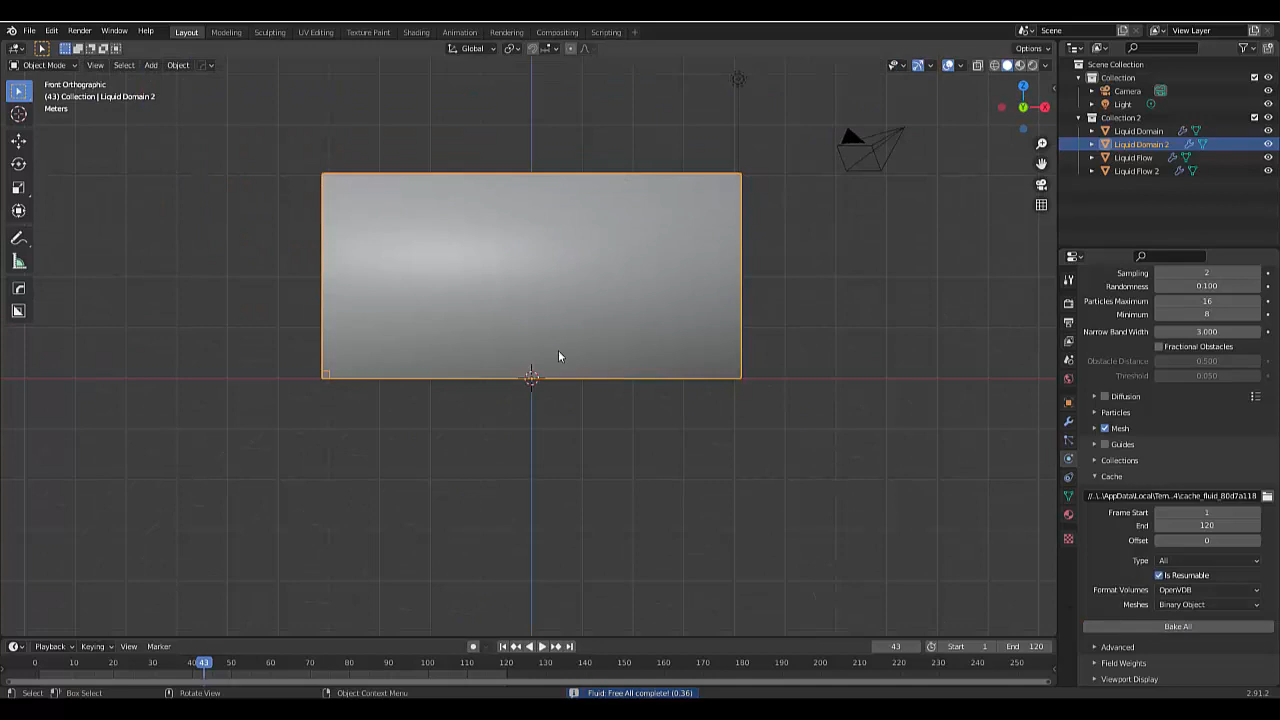 File Edit Render Window Help Layout Modeling Sculpting UV Editing Texture Paint Shading Animation Rendering Compositing Scripting Scene View Layer
Global Options
Object Mode View Select Add Object
Front Orthographic
(43) Collection | Liquid Domain 2
Meters
Z
Y
X
Scene Collection
Collection
Camera
Light
Collection 2
Liquid Domain
Liquid Domain 2
Liquid Flow
Liquid Flow 2
Sampling 2
Randomness 0.100
Particles Maximum 16
Minimum 8
Narrow Band Width 3.000
Fractional Obstacles
Obstacle Distance 0.500
Threshold 0.050
Diffusion
Particles
Mesh
Guides
Collections
Cache
//..\..\AppData\Local\Tem..4\cache_fluid_80d7a118
Frame Start 1
End 120
Offset 0
Type All
Is Resumable
Format Volumes OpenVDB
Meshes Binary Object
Bake All
Advanced
Field Weights
Viewport Display
Playback Keying View Marker 43 Start 1 End 120
0 10 20 30 40 43 50 60 70 80 90 100 110 120 130 140 150 160 170 180 190 200 210 220 230 240 250
Select Box Select Rotate View Object Context Menu Fluid: Free All complete! (0.36) 2.91.2